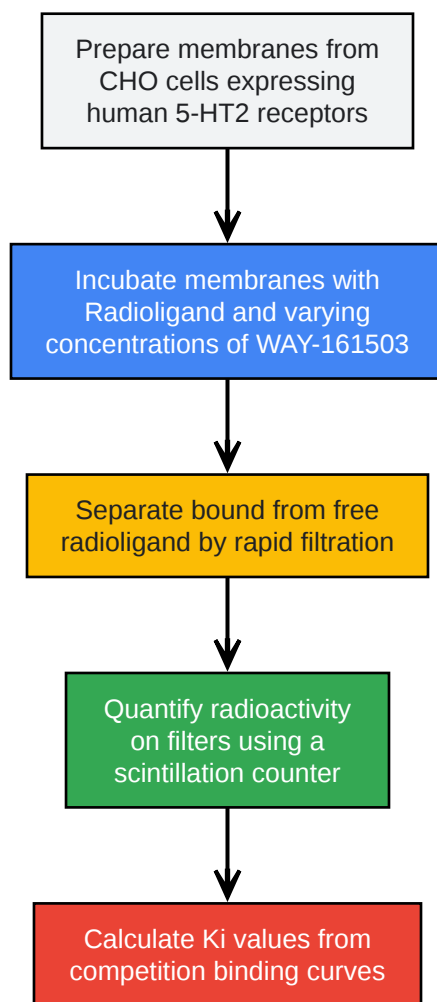 Prepare membranes from
CHO cells expressing
human 5-HT2 receptors
Incubate membranes with
Radioligand and varying
concentrations of WAY-161503
Separate bound from free
radioligand by rapid filtration
Quantify radioactivity
on filters using a
scintillation counter
Calculate Ki values from
competition binding curves